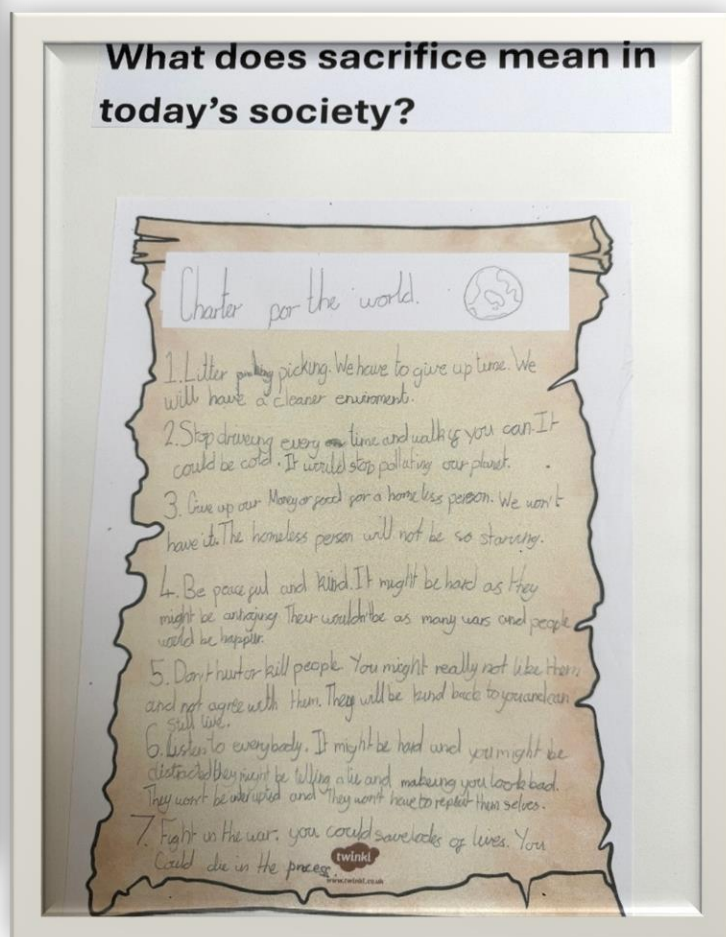 What does sacrifice mean in
today's society?
Charter for the world.
1. Litter picking. We have to give up time. We
will have a cleaner enviroment.
2. Stop driveing every time and walk if you can. It
could be cold. It would stop polluting our planet.
3. Give up our Money or food for a homeless person. We won't
have it. The homeless person will not be so starving.
4. Be peaceful and kind. It might be hard as they
might be annoying Their wouldn't be as many wars and people
would be happier.
5. Don't hurt or kill people. You might really not like them
and not agree with them. They will be kind back to you and can
still live.
6. Listen to everybody. It might be hard and you might be
they might be telling a lie and makeing you look bad.
They won't be and They wont have to repeat them selves.
7. Fight in the war. you could save of lives. You
Could die in the process.
twinkl
www.twinkl.co.uk